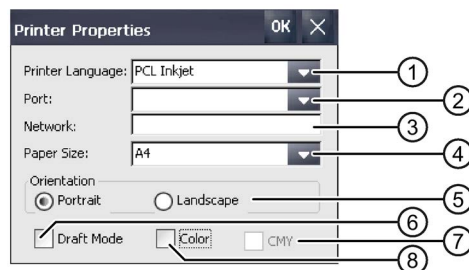 Printer Properties OK
Printer Language: PCL Inkjet 1
Port: 2
Network: 3
Paper Size: A4 4
Orientation
Portrait Landscape 5
6
Draft Mode Color CMY 7
8